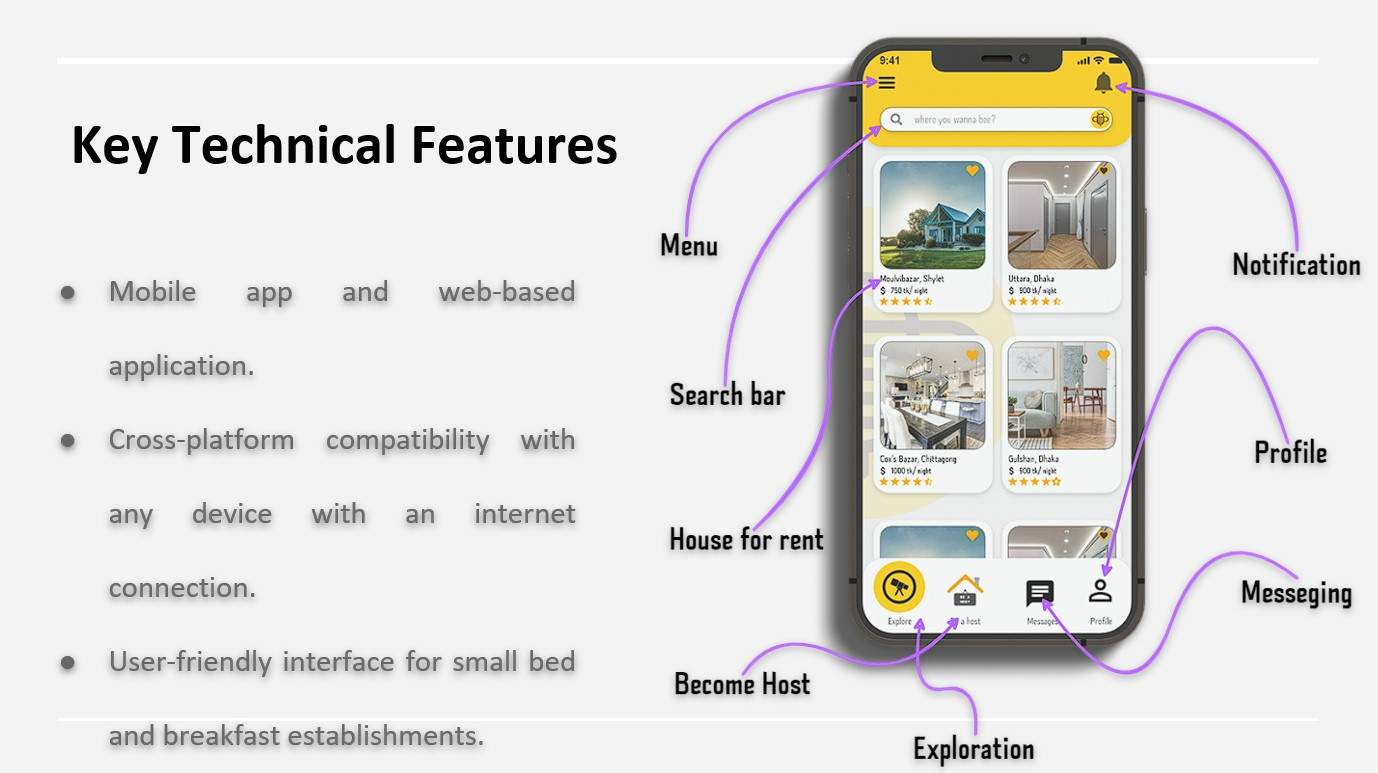 Key Technical Features
● Mobile app and web-based
application.
● Cross-platform compatibility with
any device with an internet
connection.
● User-friendly interface for small bed
and breakfast establishments.
9:41
where you wanna bee?
Moulvibazar, Shylet
$ 750 tk/ night
Uttara, Dhaka
$ 900 tk/ night
Cox's Bazar, Chittagong
$ 1000 tk/ night
Gulshan, Dhaka
$ 900 tk/ night
BE A
HOST
Explore
a host
Messages
Profile
Menu
Search bar
House for rent
Become Host
Exploration
Notification
Profile
Messeging